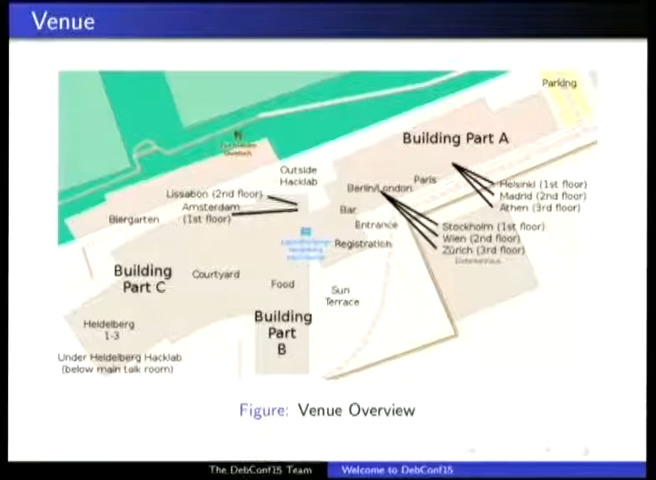 Venue
Parking
Building Part A
Outside
Hacklab
Paris
Helsinki (1st floor)
Berlin/London
Madrid (2nd floor)
Lissabon (2nd floor)
Athen (3rd floor)
Amsterdam
(1st floor)
Bar
Biergarten
Entrance
Stockholm (1st floor)
Wien (2nd floor)
Registration
Zürich (3rd floor)
Building
Part C
Courtyard
Food
Sun
Terrace
Building
Part
B
Heidelberg
1-3
Under Heidelberg Hacklab
(below main talk room)
Figure: Venue Overview
The DebConf15 Team
Welcome to DebConf15